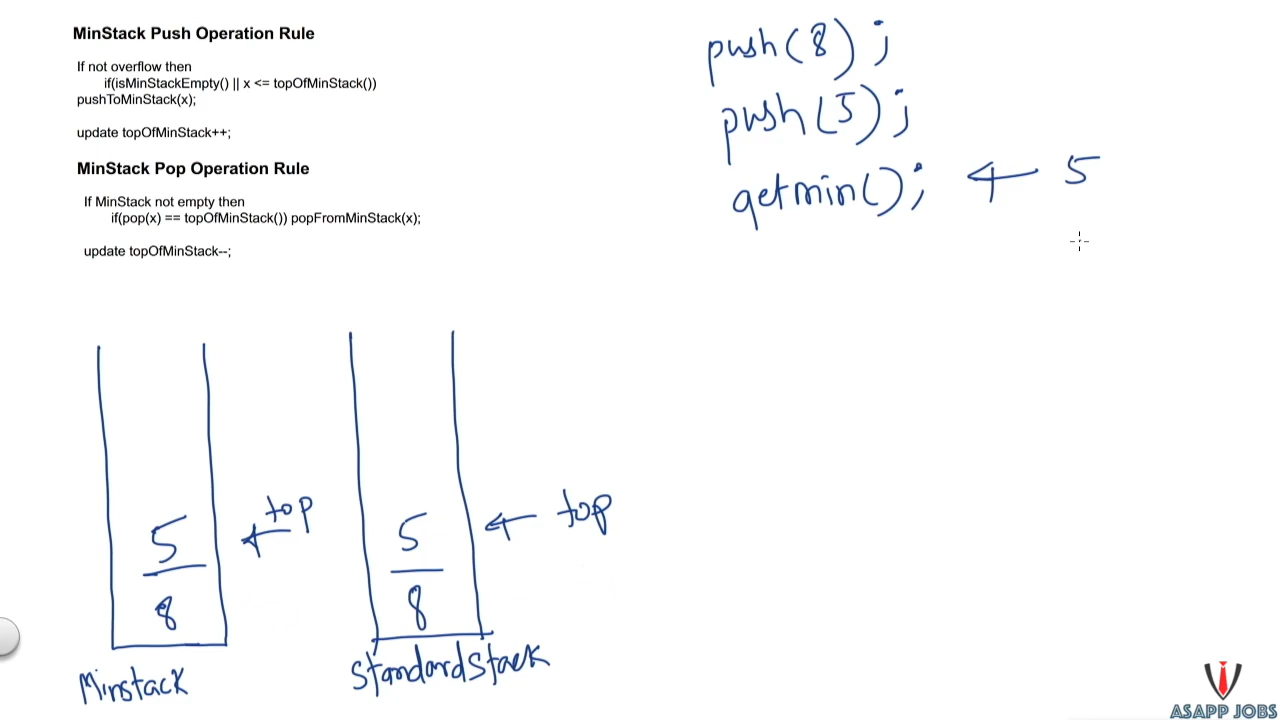 MinStack Push Operation Rule
If not overflow then
if(isMinStackEmpty() || x <= topOfMinStack())
pushToMinStack(x);
update topOfMinStack++;
MinStack Pop Operation Rule
If MinStack not empty then
if(pop(x) == topOfMinStack()) popFromMinStack(x);
update topOfMinStack--;
push(8);
push(5);
getmin(); ← 5
5 ← top
8
Minstack
5 ← top
8
Standardstack
ASAPP JOBS